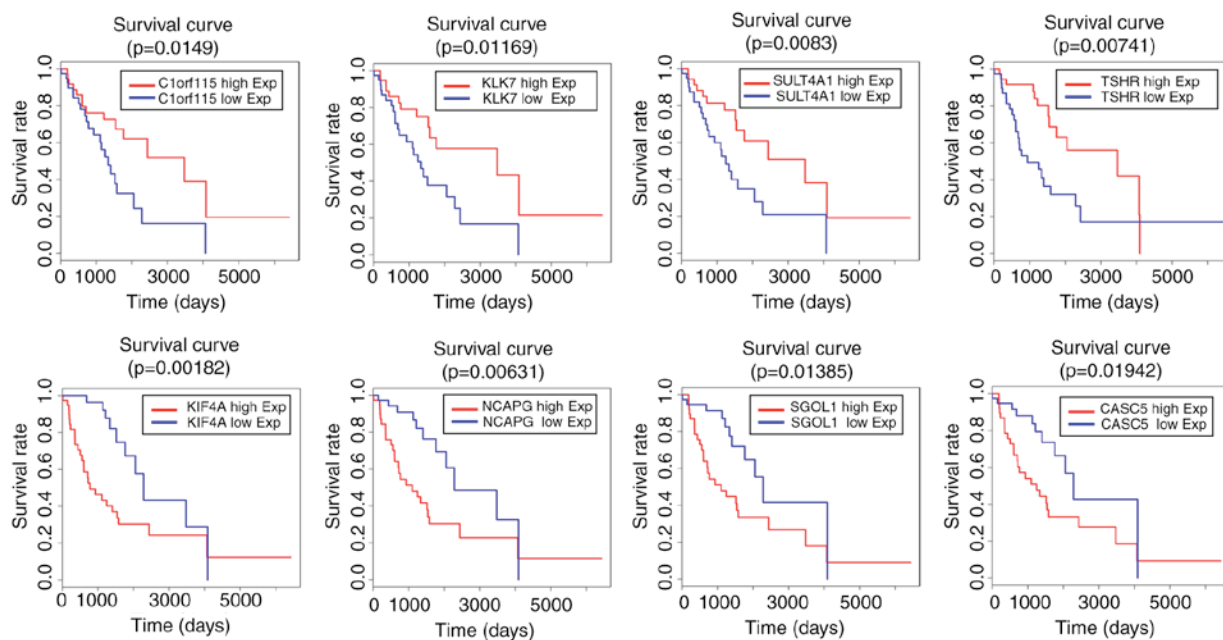 Survival curve
(p=0.0149)
C1orf115 high Exp
C1orf115 low Exp
Survival rate
0.0 0.2 0.4 0.6 0.8 1.0
0 1000 3000 5000
Time (days)
Survival curve
(p=0.01169)
KLK7 high Exp
KLK7 low Exp
Survival rate
0.0 0.2 0.4 0.6 0.8 1.0
0 1000 3000 5000
Time (days)
Survival curve
(p=0.0083)
SULT4A1 high Exp
SULT4A1 low Exp
Survival rate
0.0 0.2 0.4 0.6 0.8 1.0
0 1000 3000 5000
Time (days)
Survival curve
(p=0.00741)
TSHR high Exp
TSHR low Exp
Survival rate
0.0 0.2 0.4 0.6 0.8 1.0
0 1000 3000 5000
Time (days)
Survival curve
(p=0.00182)
KIF4A high Exp
KIF4A low Exp
Survival rate
0.0 0.2 0.4 0.6 0.8 1.0
0 1000 3000 5000
Time (days)
Survival curve
(p=0.00631)
NCAPG high Exp
NCAPG low Exp
Survival rate
0.0 0.2 0.4 0.6 0.8 1.0
0 1000 3000 5000
Time (days)
Survival curve
(p=0.01385)
SGOL1 high Exp
SGOL1 low Exp
Survival rate
0.0 0.2 0.4 0.6 0.8 1.0
0 1000 3000 5000
Time (days)
Survival curve
(p=0.01942)
CASC5 high Exp
CASC5 low Exp
Survival rate
0.0 0.2 0.4 0.6 0.8 1.0
0 1000 3000 5000
Time (days)